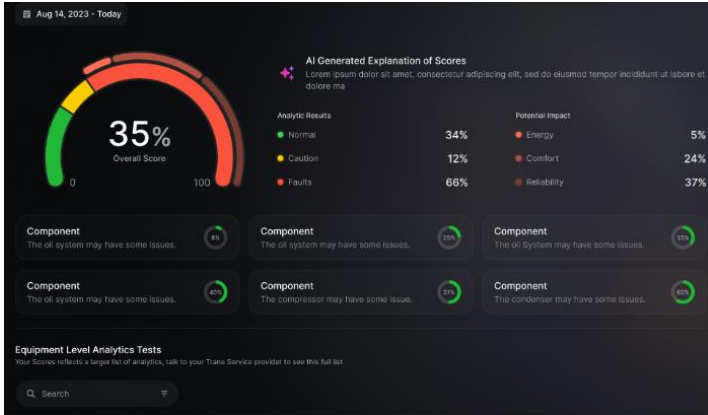 Aug 14, 2023 - Today
AI Generated Explanation of Scores
Lorem ipsum dolor sit amet, consectetur adipiscing elit, sed do eiusmod tempor incididunt ut labore et
dolore ma
35%
Overall Score
0
100
Analytic Results
Normal 34%
Caution 12%
Faults 66%
Potential Impact
Energy 5%
Comfort 24%
Reliability 37%
Component
The oil system may have some issues.
8%
Component
The oil system may have some issues.
25%
Component
The oil System may have some issues.
35%
Component
The oil system may have some issues.
40%
Component
The compressor may have some issue.
51%
Component
The condenser may have some issues.
65%
Equipment Level Analytics Tests
Your Scores reflects a larger list of analytics, talk to your Trane Service provider to see this full list
Search